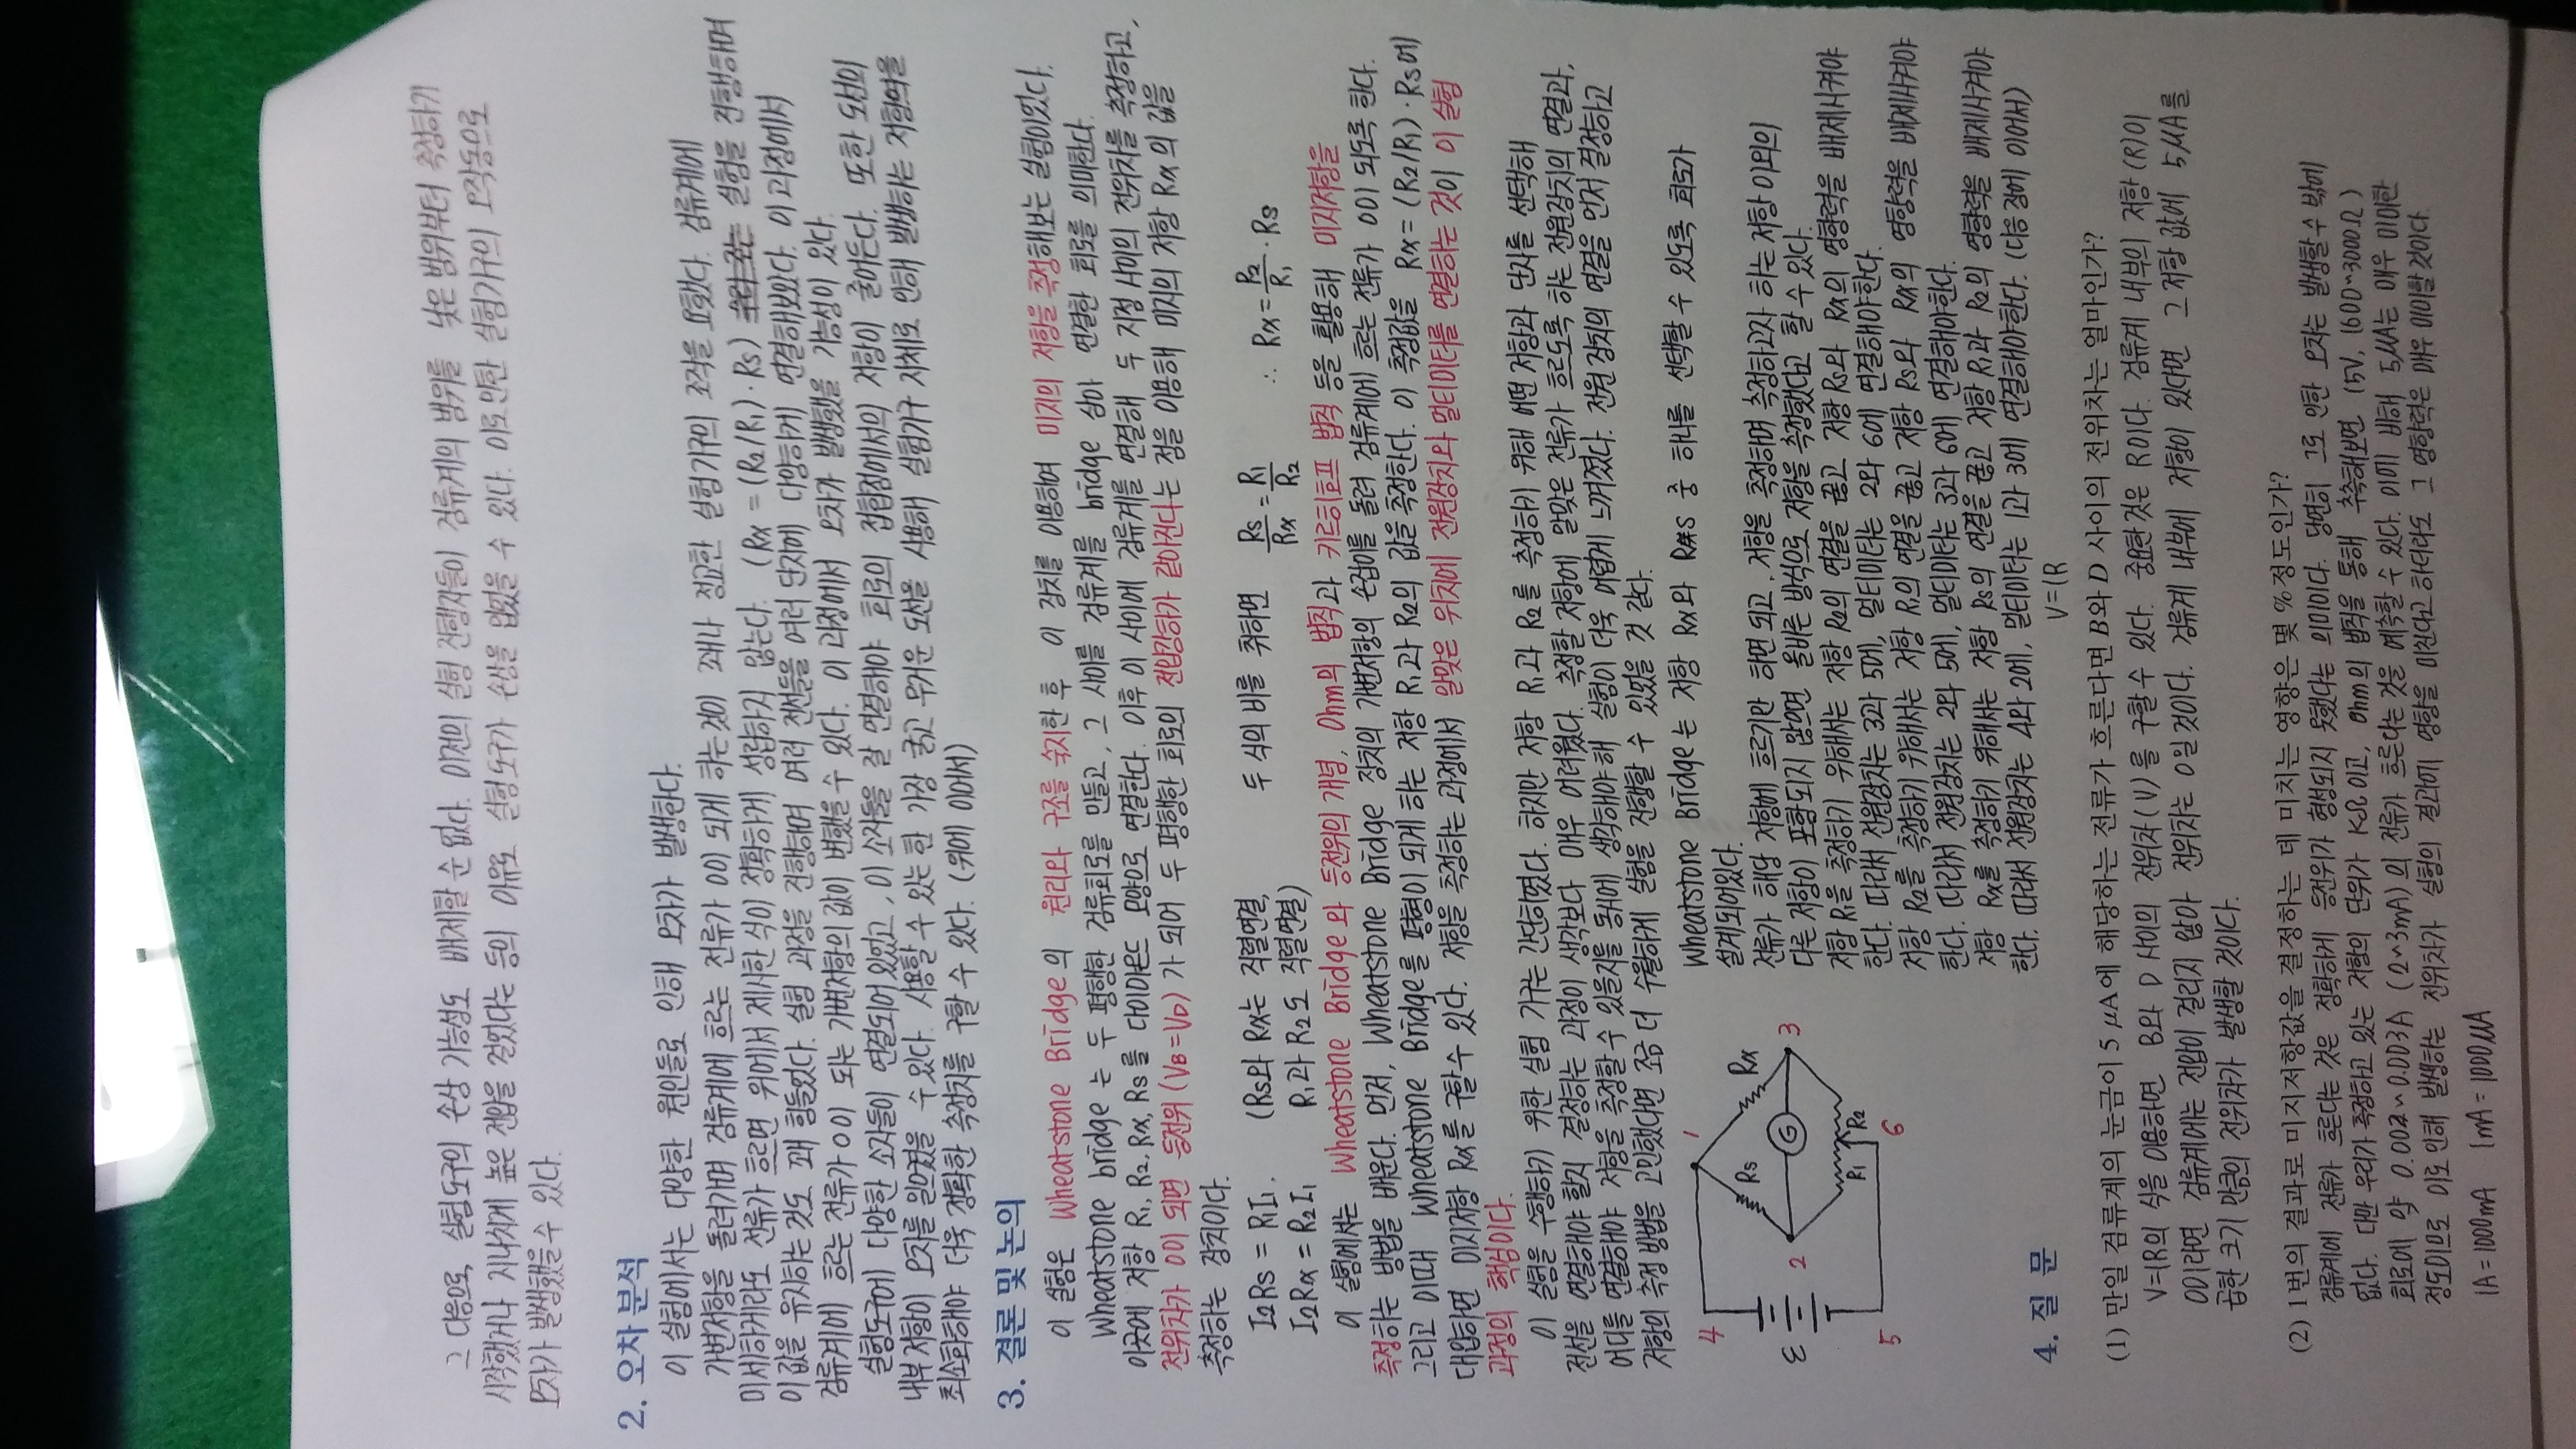 그 다음으로, 실험도구의 손상 가능성도 배제할 순 없다. 이전의 실험 진행자들이 검류계의 범위를 낮은 범위부터 측정하기
시작했거나 지나치게 높은 전압을 걸었다는 등의 이유로 실험도구가 손상을 입었을 수 있다. 이로 인한 실험기구의 오작동으로
오차가 발생했을 수 있다.
2. 오차 분석
이 실험에서는 다양한 원인들로 인해 오차가 발생한다.
가변저항을 돌려가며 검류계에 흐르는 전류가 0이 되게 하는 것이 꽤나 정교한 실험기구의 조작을 요했다. 검류계에
미세하게라도 전류가 흐르면 위에서 제시한 식이 정확하게 성립하지 않는다. (Rx = (R2/R1)·Rs) 실험을 진행하며
이 값을 유지하는 것도 꽤 힘들었다. 실험 과정을 진행하며 여러 전선들을 여러 단자에 다양하게 연결해보았다. 이 과정에서
검류계에 흐르는 전류가 0이 되는 가변저항의 값이 변했을 수 있다. 이 과정에서 오차가 발생했을 가능성이 있다.
실험도구에 다양한 소자들이 연결되어 있었고, 이 소자들을 잘 연결해야 회로의 접합점에서의 저항이 줄어든다. 또한 도선의
내부 저항이 오차를 일으켰을 수 있다. 사용할 수 있는 한 가장 굵고 무거운 도선을 사용해 실험기구 자체로 인해 발생하는 저항을
최소화해야 더욱 정확한 측정치를 구할 수 있다. (위에 이어서)
3. 결론 및 논의
이 실험은 Wheatstone Bridge의 원리와 구조를 숙지한 후 이 장치를 이용하여 미지의 저항을 측정해보는 실험이었다.
Wheatstone bridge는 두 평행한 검류회로를 만들고, 그 사이를 검류계를 bridge 삼아 연결한 회로를 의미한다.
이곳에 저항 R1, R2, Rx, Rs를 다이아몬드 모양으로 연결한다. 이후 이 사이에 검류계를 연결해 두 지점 사이의 전위차를 측정하고,
전위차가 0이 되면 등전위(VB=VD)가 되어 두 평행한 회로의 전압강하가 같아진다는 점을 이용해 미지의 저항 Rx의 값을
측정하는 장치이다.
I2Rs = R1I1. (Rs와 Rx는 직렬연결, 두 식의 비를 취하면 Rs/Rx = R1/R2 ∴ Rx = R2/R1 · Rs
I2Rx = R2I1 R1과 R2도 직렬연결)
이 실험에서는 Wheatstone Bridge와 등전위의 개념, Ohm의 법칙과 키르히호프 법칙 등을 활용해 미지저항을
측정하는 방법을 배운다. 먼저, Wheatstone Bridge 장치의 가변저항의 손잡이를 돌려 검류계에 흐르는 전류가 0이 되도록 한다.
그리고 이때 Wheatstone Bridge를 평형이 되게 하는 저항 R1과 R2의 값을 측정한다. 이 측정값을 Rx = (R2/R1)·Rs에
대입하면 미지저항 Rx를 구할 수 있다. 저항을 측정하는 과정에서 알맞은 위치에 전원장치와 멀티미터를 연결하는 것이 이 실험
과정의 핵심이다.
이 실험을 수행하기 위한 실험 기구는 간단하였다. 하지만 저항 R1과 R2를 측정하기 위해 어떤 저항과 단자를 선택해
전선을 연결해야 할지 결정하는 과정이 생각보다 매우 어려웠다. 측정할 저항에 알맞은 전류가 흐르도록 하는 전원장치의 연결과,
어디를 연결해야 저항을 측정할 수 있을지를 동시에 생각해야 해 실험이 더욱 어렵게 느껴졌다. 전원 장치의 연결을 먼저 결정하고
저항의 측정 방법을 고민했다면 조금 더 수월하게 실험을 진행할 수 있었을 것 같다.
4 1
Rs Rx
ε 2 G 3
R1 R2
5 6
Wheatstone Bridge는 저항 Rx와 Rs 중 하나를 선택할 수 있도록 회로가
설계되어있다.
전류가 해당 저항에 흐르기만 하면 되고, 저항을 측정하며 측정하고자 하는 저항 이외의
다른 저항이 포함되지 않으면 올바른 방식으로 저항을 측정했다고 할 수 있다.
저항 R1을 측정하기 위해서는 저항 R2의 연결을 끊고 저항 Rs와 Rx의 영향력을 배제시켜야
한다. 따라서 전원장치는 3과 5에, 멀티미터는 2와 6에 연결해야한다.
저항 R2를 측정하기 위해서는 저항 R1의 연결을 끊고 저항 Rs와 Rx의 영향력을 배제시켜야
한다. 따라서 전원장치는 2와 5에, 멀티미터는 3과 6에 연결해야한다.
저항 Rx를 측정하기 위해서는 저항 Rs의 연결을 끊고 저항 R1과 R2의 영향력을 배제시켜야
한다. 따라서 전원장치는 4와 2에, 멀티미터는 1과 3에 연결해야한다. (다음 장에 이어서)
4. 질 문
V=IR
(1) 만일 검류계의 눈금이 5 μA에 해당하는 전류가 흐른다면 B와 D 사이의 전위차는 얼마인가?
V=IR의 식을 이용하면 B와 D 사이의 전위차(V)를 구할 수 있다. 중요한 것은 R이다. 검류계 내부의 저항(R)이
0이라면 검류계에는 전압이 걸리지 않아 전위차는 0일 것이다. 검류계 내부에 저항이 있다면 그 저항 값에 5μA를
곱한 크기 만큼의 전위차가 발생할 것이다.
(2) 1번의 결과로 미지저항값을 결정하는 데 미치는 영향은 몇 %정도인가?
검류계에 전류가 흐른다는 것은 정확하게 등전위가 형성되지 못했다는 의미이다. 당연히 그로 인한 오차는 발생할 수 밖에
없다. 다만 우리가 측정하고 있는 저항의 단위가 KΩ이고, Ohm의 법칙을 통해 추측해보면 (5V, 1600~3000Ω)
회로에 약 0.002~0.003A (2~3mA)의 전류가 흐른다는 것을 예측할 수 있다. 이에 비해 5μA는 매우 미미한
정도이므로 이로 인해 발생하는 전위차가 실험의 결과에 영향을 미친다고 하더라도 그 영향력은 매우 미미할 것이다.
1A = 1000mA 1mA = 1000μA